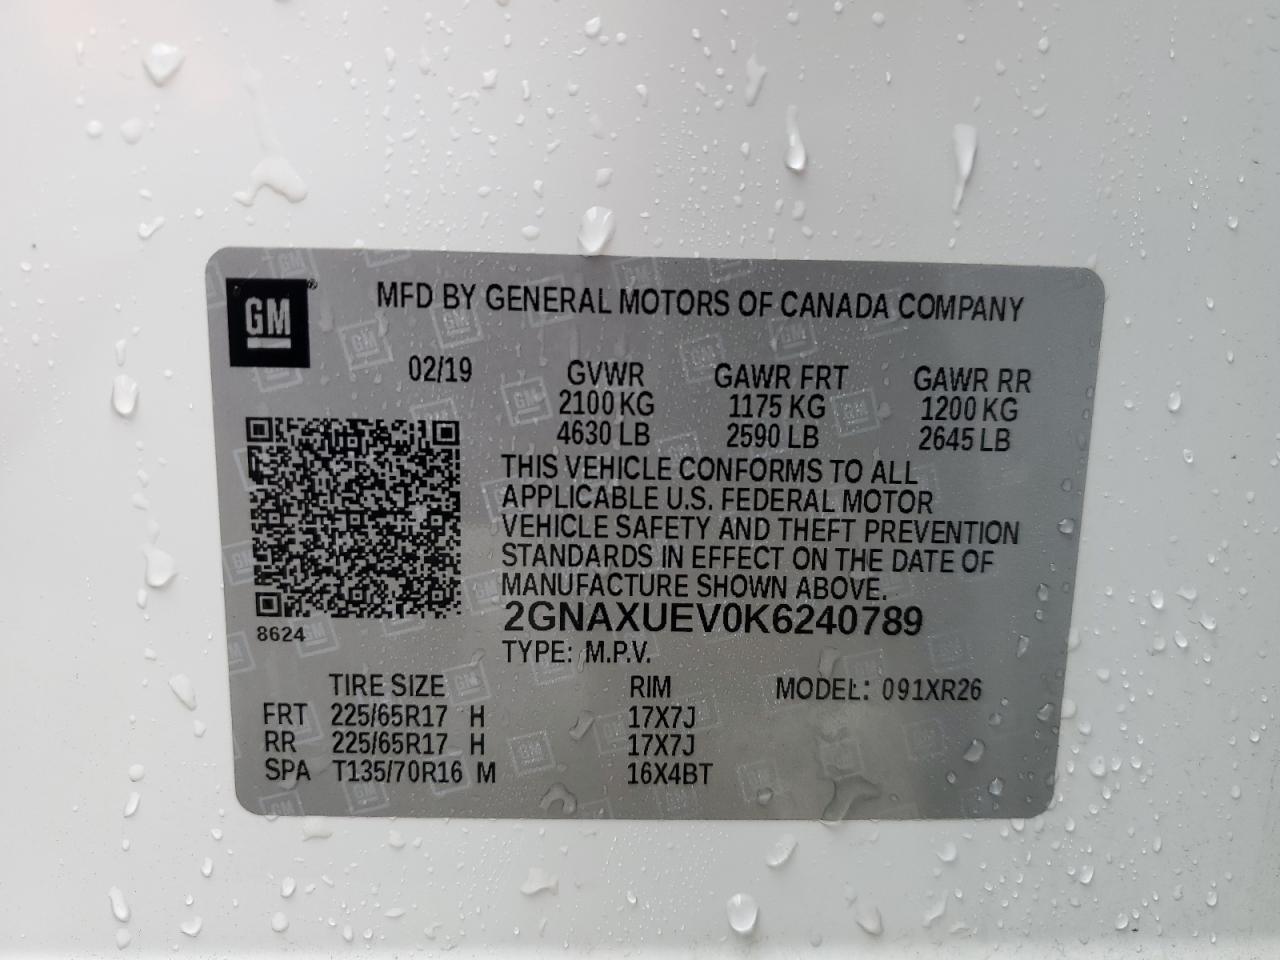 GM®
MFD BY GENERAL MOTORS OF CANADA COMPANY
02/19 GVWR GAWR FRT GAWR RR
2100 KG 1175 KG 1200 KG
4630 LB 2590 LB 2645 LB
THIS VEHICLE CONFORMS TO ALL
APPLICABLE U.S. FEDERAL MOTOR
VEHICLE SAFETY AND THEFT PREVENTION
STANDARDS IN EFFECT ON THE DATE OF
MANUFACTURE SHOWN ABOVE.
2GNAXUEV0K6240789
8624
TYPE: M.P.V.
TIRE SIZE RIM MODEL: 091XR26
FRT 225/65R17 H 17X7J
RR 225/65R17 H 17X7J
SPA T135/70R16 M 16X4BT